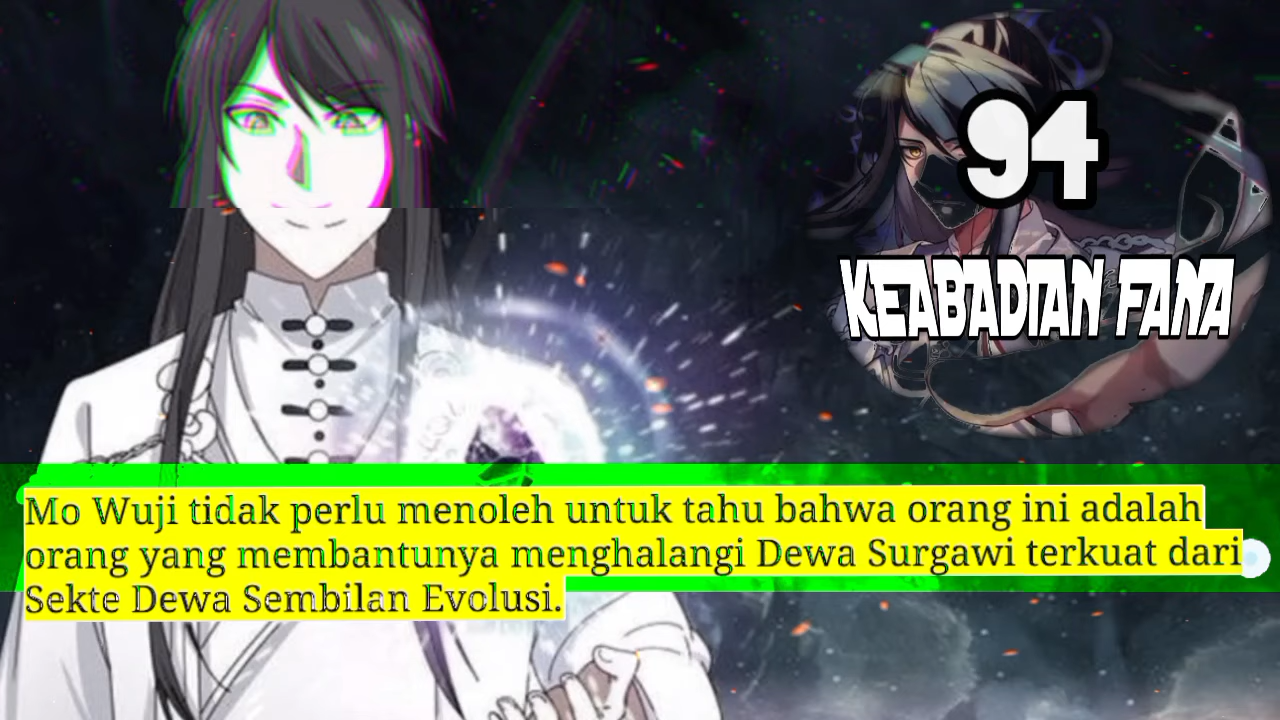 94
KEABADIAN FANA
Mo Wuji tidak perlu menoleh untuk tahu bahwa orang ini adalah
orang yang membantunya menghalangi Dewa Surgawi terkuat dari
Sekte Dewa Sembilan Evolusi.